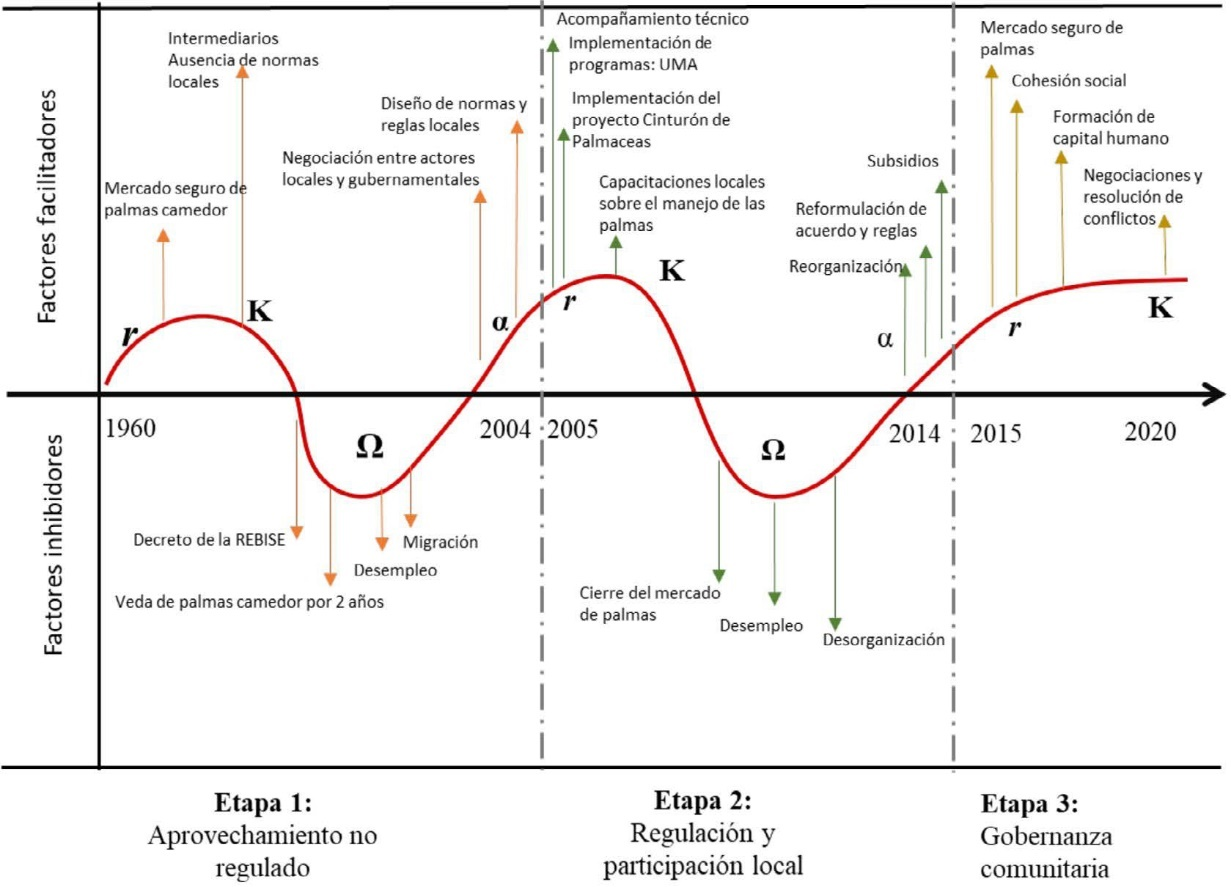 Factores facilitadores
Factores inhibidores
Intermediarios
Ausencia de normas
locales
Mercado seguro de
palmas camedor
r
K
Diseño de normas y
reglas locales
Negociación entre actores
locales y gubernamentales
α
Acompañamiento técnico
Implementación de
programas: UMA
Implementación del
proyecto Cinturón de
Palmaceas
Capacitaciones locales
sobre el manejo de las
palmas
r
K
Subsidios
Reformulación de
acuerdo y reglas
Reorganización
α
Mercado seguro de
palmas
Cohesión social
Formación de
capital humano
Negociaciones y
resolución de
conflictos
r
K
1960
2004
2005
2014
2015
2020
Ω
Decreto de la REBISE
Migración
Desempleo
Veda de palmas camedor por 2 años
Ω
Cierre del mercado
de palmas
Desempleo
Desorganización
Etapa 1:
Aprovechamiento no
regulado
Etapa 2:
Regulación y
participación local
Etapa 3:
Gobernanza
comunitaria